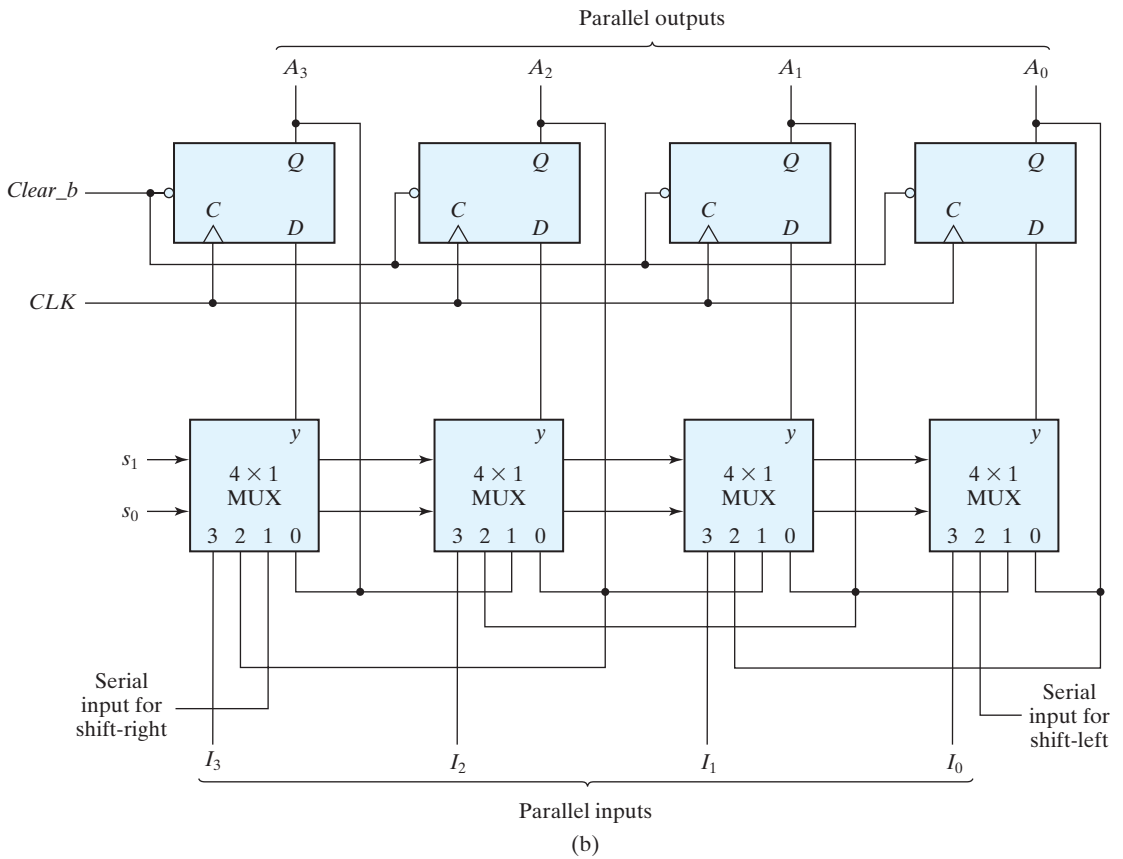 Parallel outputs
A₃ A₂ A₁ A₀
Q Q Q Q
Clear_b
C D C D C D C D
CLK
y y y y
s₁
4 × 1 MUX
4 × 1 MUX
4 × 1 MUX
4 × 1 MUX
s₀
3 2 1 0 3 2 1 0 3 2 1 0 3 2 1 0
Serial
input for
shift-right
Serial
input for
shift-left
I₃ I₂ I₁ I₀
Parallel inputs
(b)